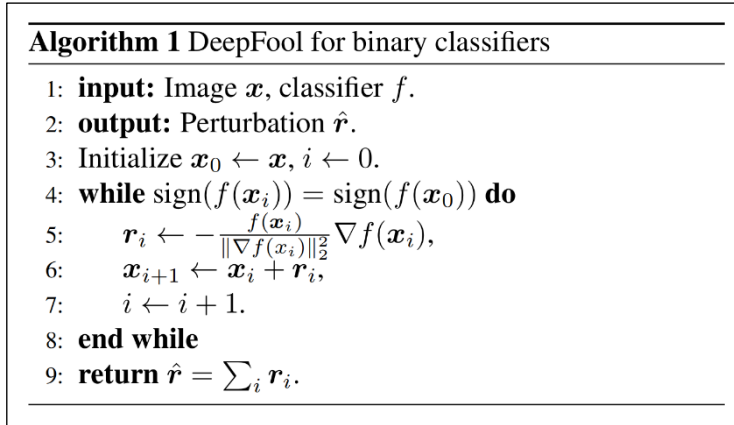 Algorithm 1 DeepFool for binary classifiers
1: input: Image x, classifier f.
2: output: Perturbation r̂.
3: Initialize x₀ ← x, i ← 0.
4: while sign(f(xᵢ)) = sign(f(x₀)) do
5: rᵢ ← − f(xᵢ) / ‖∇f(xᵢ)‖₂² ∇f(xᵢ),
6: xᵢ₊₁ ← xᵢ + rᵢ,
7: i ← i + 1.
8: end while
9: return r̂ = ∑ᵢ rᵢ.